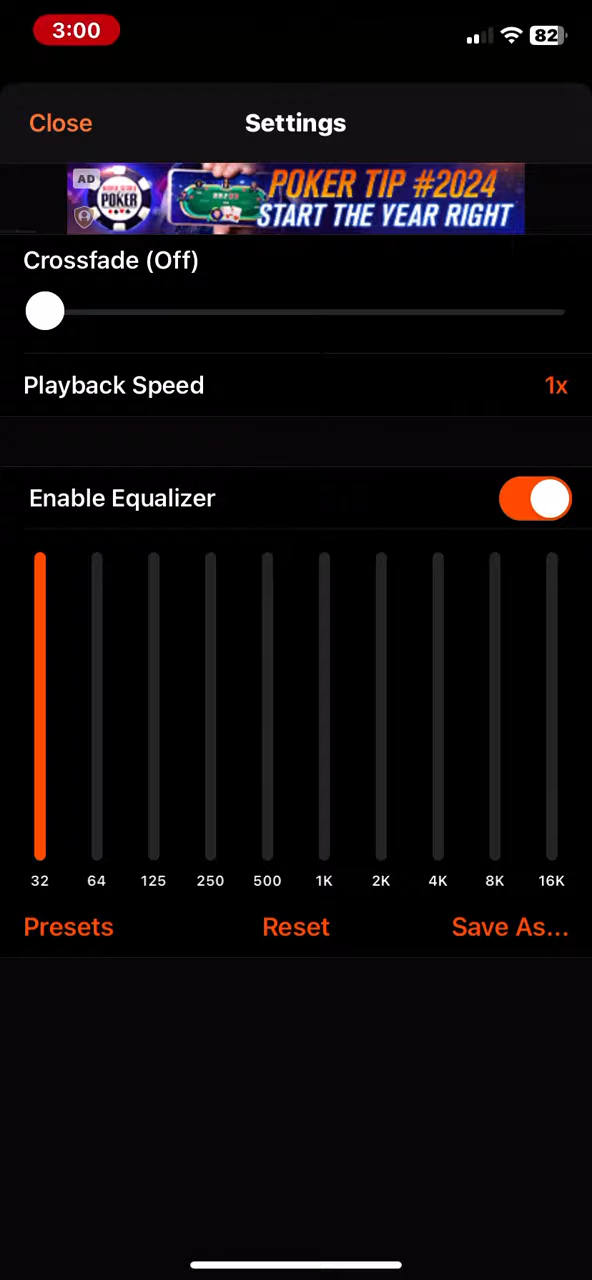 3:00
82
Close
Settings
AD
POKER
POKER TIP #2024
START THE YEAR RIGHT
Crossfade (Off)
Playback Speed
1x
Enable Equalizer
32 64 125 250 500 1K 2K 4K 8K 16K
Presets Reset Save As...